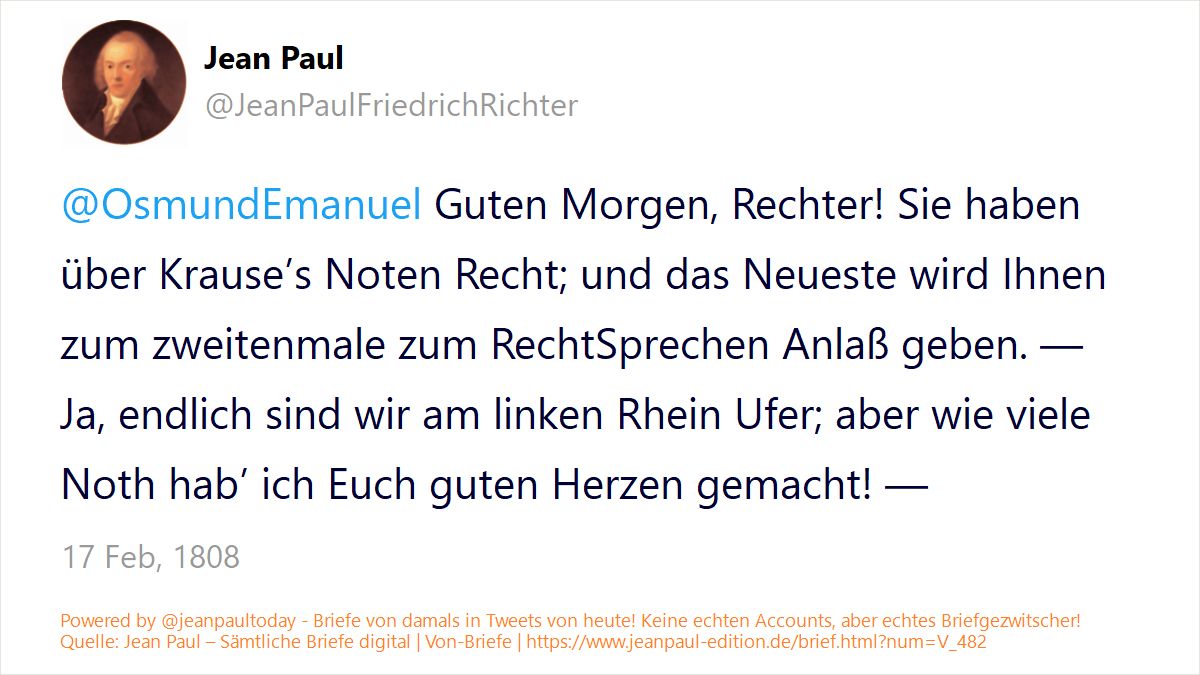 Jean Paul
@JeanPaulFriedrichRichter
@OsmundEmanuel Guten Morgen, Rechter! Sie haben
über Krause’s Noten Recht; und das Neueste wird Ihnen
zum zweitenmale zum RechtSprechen Anlaß geben. —
Ja, endlich sind wir am linken Rhein Ufer; aber wie viele
Noth hab’ ich Euch guten Herzen gemacht! —
17 Feb, 1808
Powered by @jeanpaultoday - Briefe von damals in Tweets von heute! Keine echten Accounts, aber echtes Briefgezwitscher!
Quelle: Jean Paul – Sämtliche Briefe digital | Von-Briefe | https://www.jeanpaul-edition.de/brief.html?num=V_482